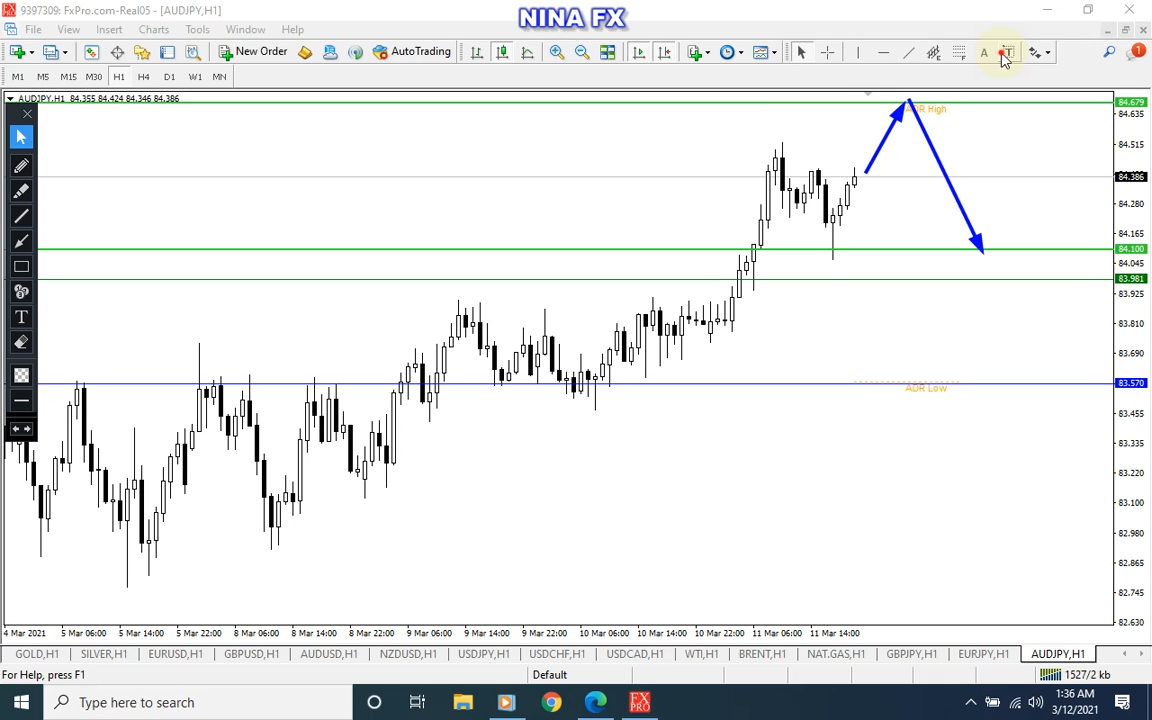 9397309: FxPro.com-Real05 - [AUDJPY,H1]
NINA FX
File View Insert Charts Tools Window Help
New Order AutoTrading
A T
1
M1 M5 M15 M30 H1 H4 D1 W1 MN
AUDJPY,H1 84.355 84.424 84.346 84.386
84.679
ADR High
84.635
84.515
84.386
84.280
84.165
84.100
84.045
83.981
83.925
83.810
83.690
83.570
ADR Low
83.455
83.335
83.220
83.100
82.980
82.865
82.745
82.630
T
4 Mar 2021 5 Mar 06:00 5 Mar 14:00 5 Mar 22:00 8 Mar 06:00 8 Mar 14:00 8 Mar 22:00 9 Mar 06:00 9 Mar 14:00 9 Mar 22:00 10 Mar 06:00 10 Mar 14:00 10 Mar 22:00 11 Mar 06:00 11 Mar 14:00
GOLD,H1 SILVER,H1 EURUSD,H1 GBPUSD,H1 AUDUSD,H1 NZDUSD,H1 USDJPY,H1 USDCHF,H1 USDCAD,H1 WTI,H1 BRENT,H1 NAT.GAS,H1 GBPJPY,H1 EURJPY,H1 AUDJPY,H1
For Help, press F1 Default 1527/2 kb
Type here to search
FX PRO
1:36 AM
3/12/2021